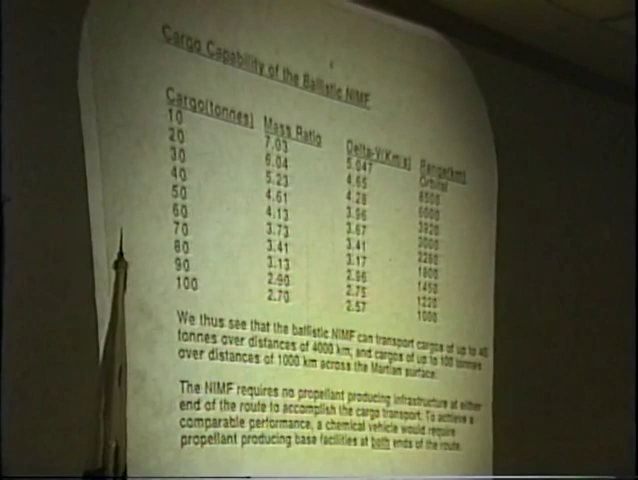 Cargo Capability of the Ballistic NIMF
Cargo(tonnes) Mass Ratio Delta-V(Km/s) Range(km)
10 7.03 5.047 Orbital
20 6.04 4.65 6500
30 5.23 4.28 6000
40 4.61 3.96 3920
50 4.13 3.67 3000
60 3.73 3.41 2280
70 3.41 3.17 1800
80 3.13 2.96 1450
90 2.90 2.75 1220
100 2.70 2.57 1000
We thus see that the ballistic NIMF can transport cargos of up to 40
tonnes over distances of 4000 km, and cargos of up to 100 tonnes
over distances of 1000 km across the Martian surface.
The NIMF requires no propellant producing infrastructure at either
end of the route to accomplish the cargo transport. To achieve a
comparable performance, a chemical vehicle would require
propellant producing base facilities at both ends of the route.